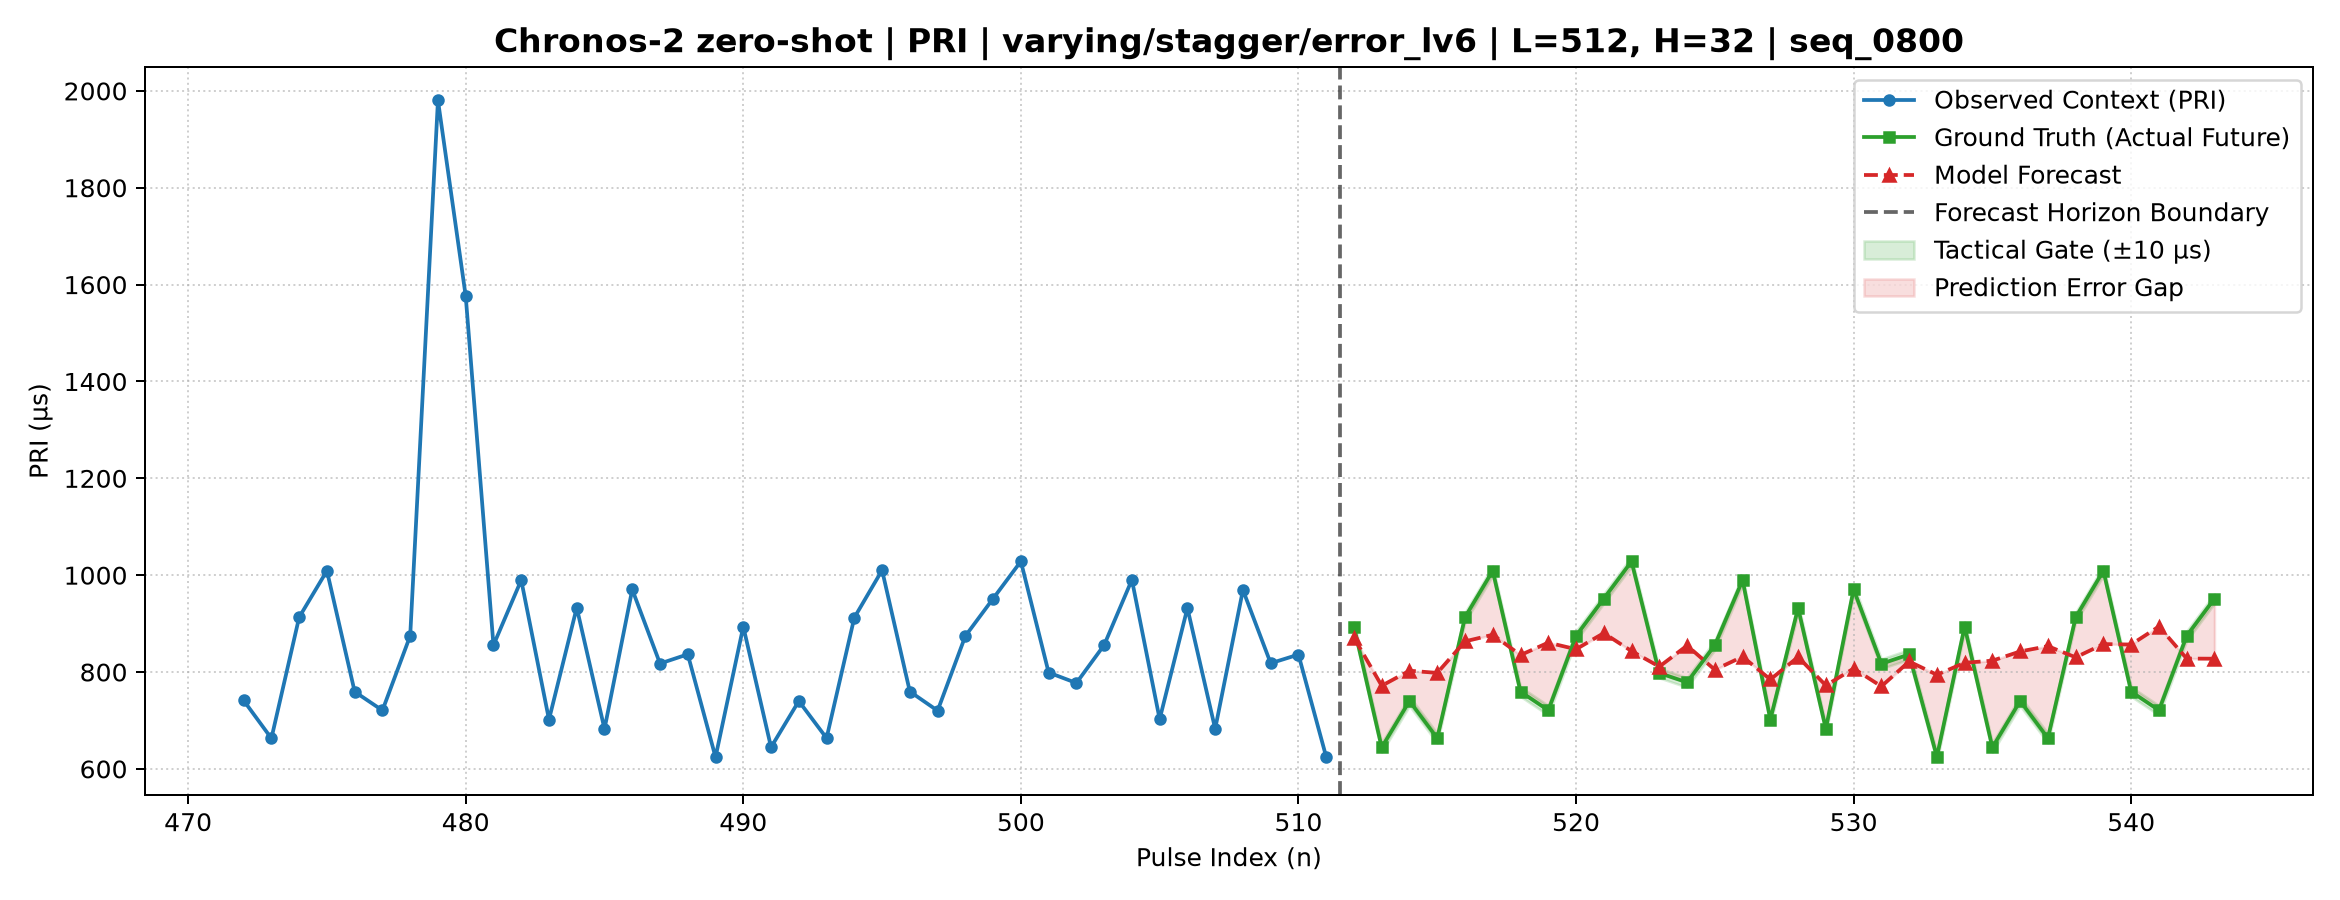 Chronos-2 zero-shot | PRI | varying/stagger/error_lv6 | L=512, H=32 | seq_0800
PRI (µs)
2000
1800
1600
1400
1200
1000
800
600
Observed Context (PRI)
Ground Truth (Actual Future)
Model Forecast
Forecast Horizon Boundary
Tactical Gate (±10 µs)
Prediction Error Gap
470
480
490
500
510
520
530
540
Pulse Index (n)